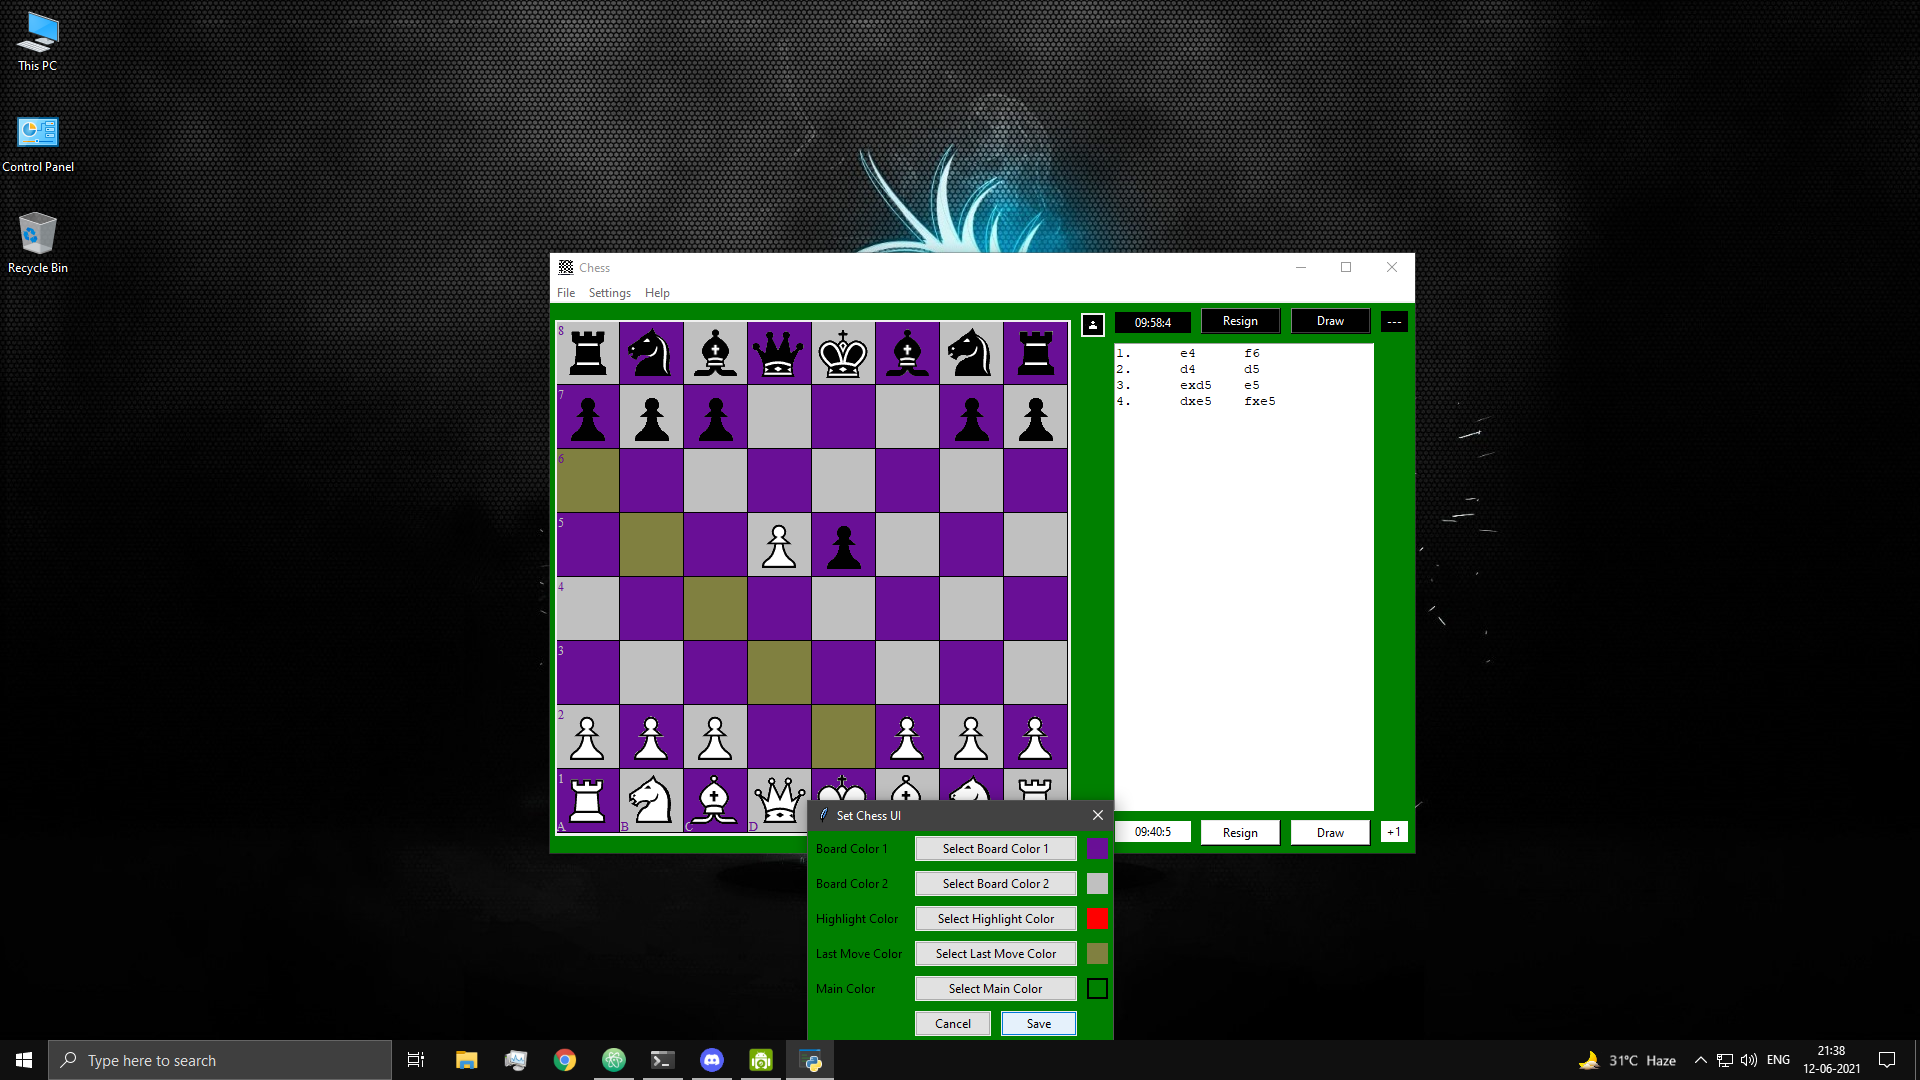 This PC
Control Panel
Recycle Bin
Chess
File Settings Help
09:58:4 Resign Draw ---
1. e4 f6
2. d4 d5
3. exd5 e5
4. dxe5 fxe5
8
7
6
5
4
3
2
1
A B C D
09:40:5 Resign Draw +1
Set Chess UI
Board Color 1 Select Board Color 1
Board Color 2 Select Board Color 2
Highlight Color Select Highlight Color
Last Move Color Select Last Move Color
Main Color Select Main Color
Cancel Save
Type here to search
31°C Haze
ENG
21:38
12-06-2021